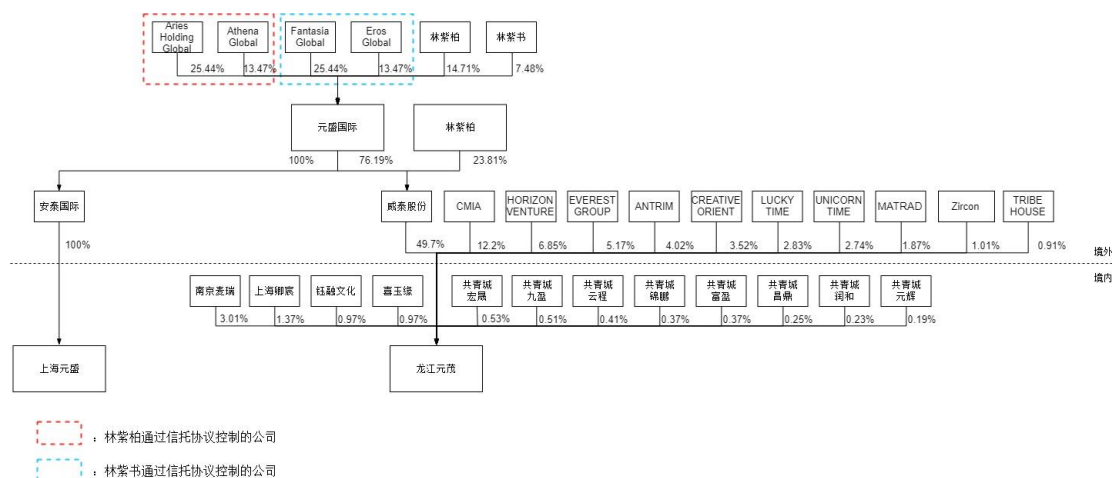 Aries
Holding
Global
Athena
Global
Fantasia
Global
Eros
Global
林紫柏
林紫书
25.44%
13.47%
25.44%
13.47%
14.71%
7.48%
元盛国际
林紫柏
100%
76.19%
23.81%
安泰国际
威泰股份
CMIA
HORIZON
VENTURE
EVEREST
GROUP
ANTRIM
CREATIVE
ORIENT
LUCKY
TIME
UNICORN
TIME
MATRAD
Zircon
TRIBE
HOUSE
100%
49.7%
12.2%
6.85%
5.17%
4.02%
3.52%
2.83%
2.74%
1.87%
1.01%
0.91%
境外
境内
南京麦瑞
上海卿宸
钰融文化
喜玉缘
共青城
宏晟
共青城
九盈
共青城
云程
共青城
锦鹏
共青城
富盈
共青城
昌鼎
共青城
润和
共青城
元辉
3.01%
1.37%
0.97%
0.97%
0.53%
0.51%
0.41%
0.37%
0.37%
0.25%
0.23%
0.19%
上海元盛
龙江元茂
：林紫柏通过信托协议控制的公司
：林紫书通过信托协议控制的公司